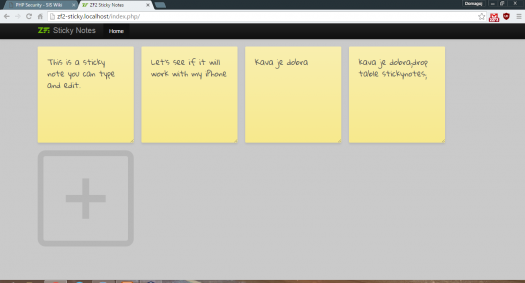 PHP Security - SIS Wiki
ZF2 Sticky Notes
Domagoj
zf2-sticky.localhost/index.php/
ZF2 Sticky Notes
Home
This is a sticky
note you can type
and edit.
Let's see if it will
work with my iPhone
Kava je dobra
kava je dobra;drop
table stickynotes;